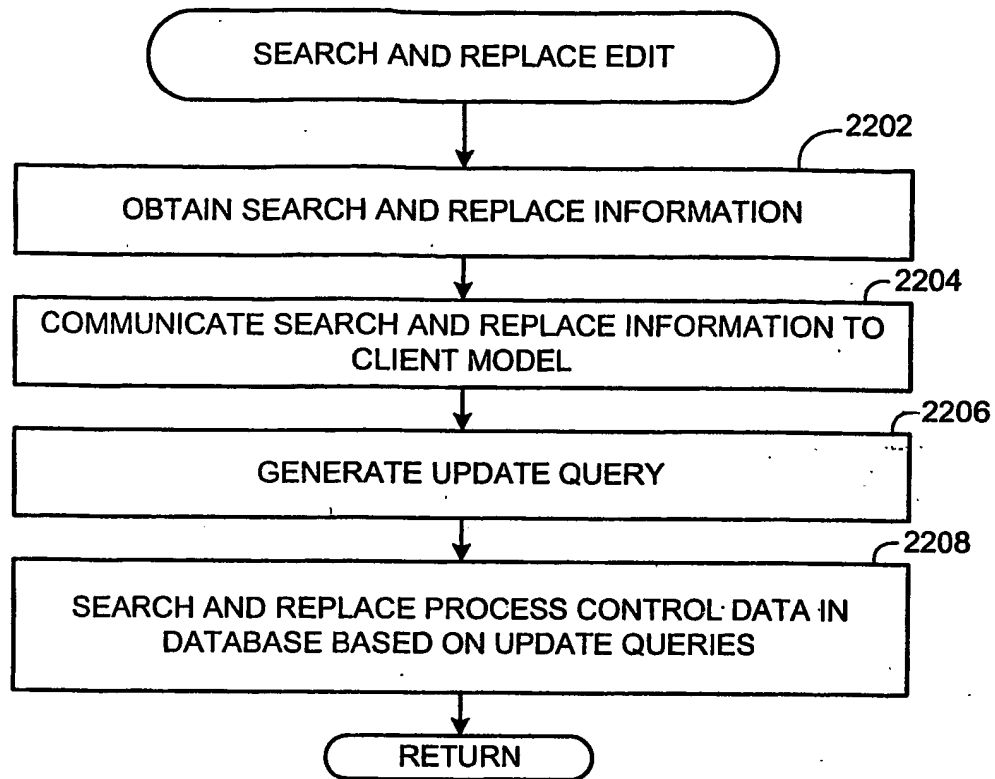 SEARCH AND REPLACE EDIT
2202
OBTAIN SEARCH AND REPLACE INFORMATION
2204
COMMUNICATE SEARCH AND REPLACE INFORMATION TO
CLIENT MODEL
2206
GENERATE UPDATE QUERY
2208
SEARCH AND REPLACE PROCESS CONTROL DATA IN
DATABASE BASED ON UPDATE QUERIES
RETURN